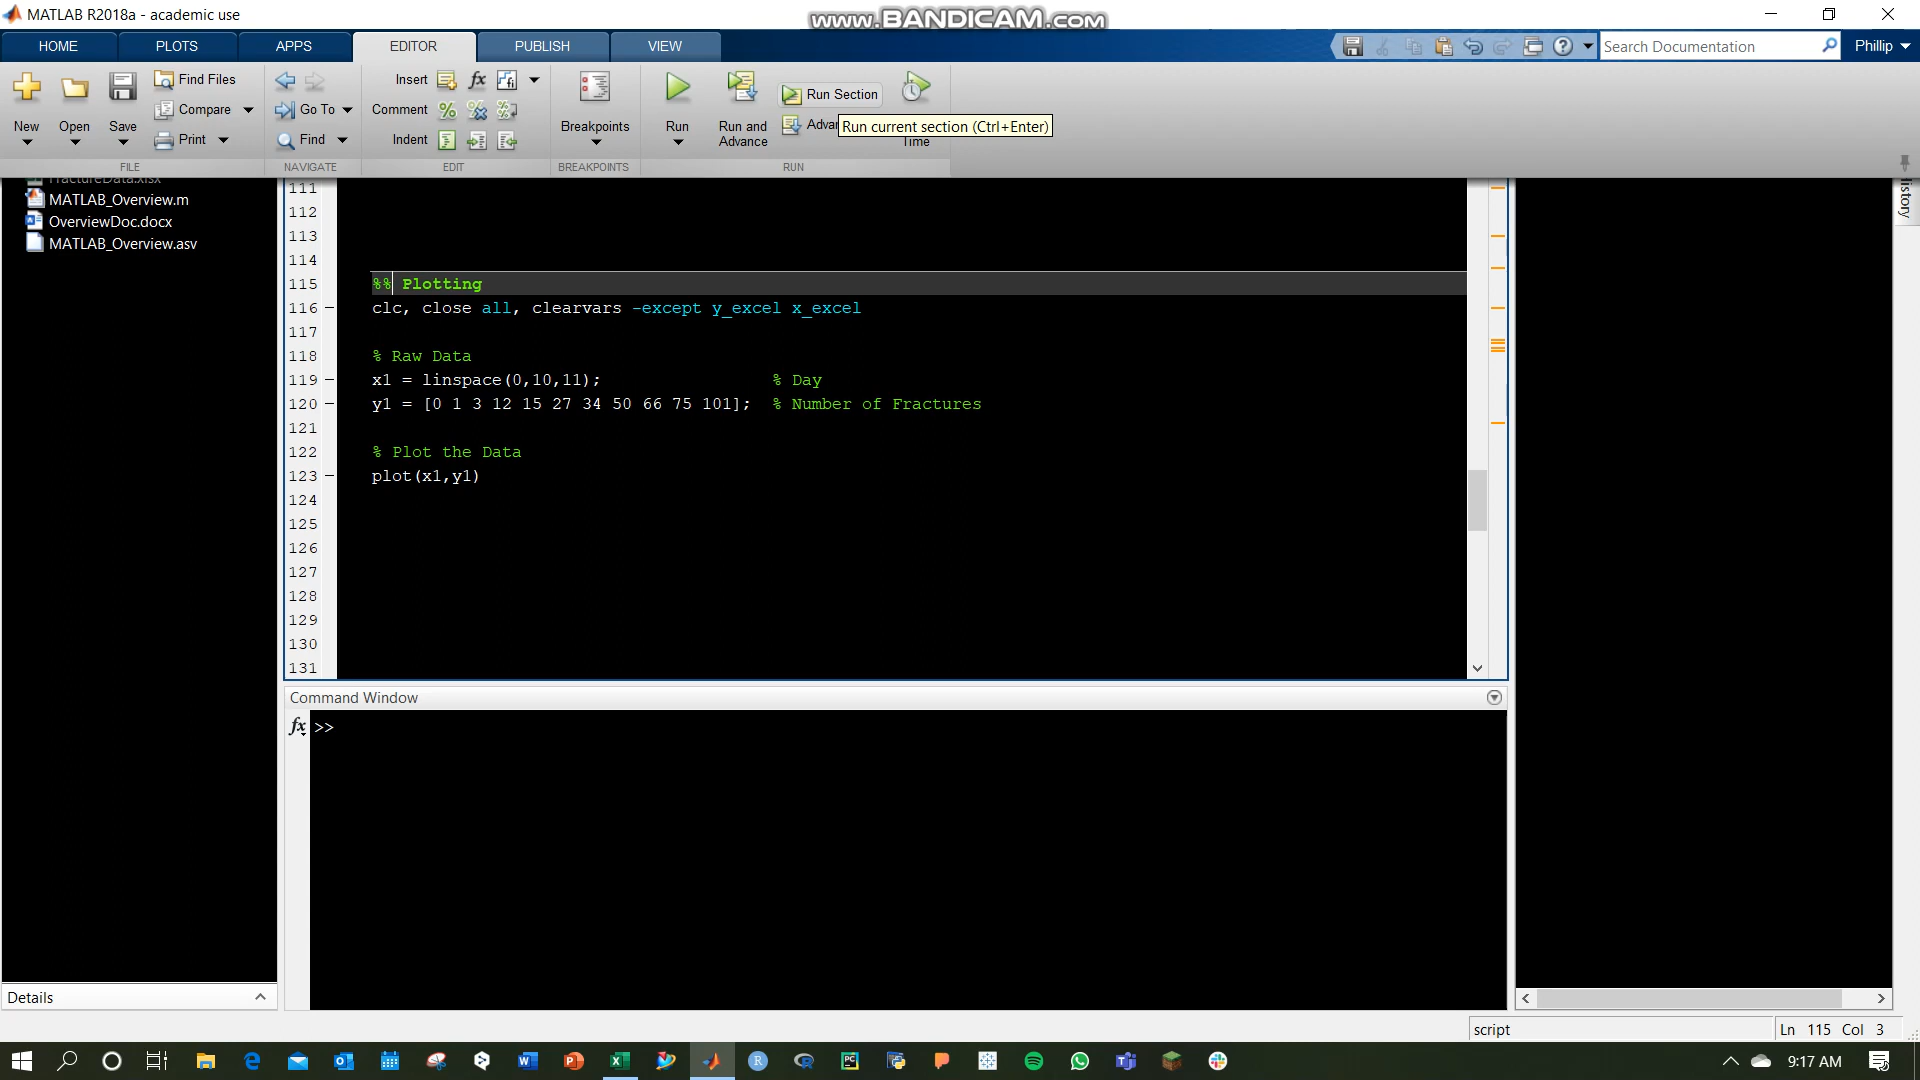 MATLAB R2018a - academic use
www.BANDICAM.com
HOME
PLOTS
APPS
EDITOR
PUBLISH
VIEW
Search Documentation
Phillip
New
Open
Save
Find Files
Compare
Print
FILE
Go To
Find
NAVIGATE
Insert
Comment
Indent
EDIT
Breakpoints
BREAKPOINTS
Run
Run and
Advance
Run Section
Run current section (Ctrl+Enter)
Time
RUN
FractureData.xlsx
MATLAB_Overview.m
OverviewDoc.docx
MATLAB_Overview.asv
History
111
112
113
114
115 %% Plotting
116 – clc, close all, clearvars -except y_excel x_excel
117
118 % Raw Data
119 – x1 = linspace(0,10,11); % Day
120 – y1 = [0 1 3 12 15 27 34 50 66 75 101]; % Number of Fractures
121
122 % Plot the Data
123 – plot(x1,y1)
124
125
126
127
128
129
130
131
Command Window
fx >>
Details
script
Ln 115 Col 3
9:17 AM